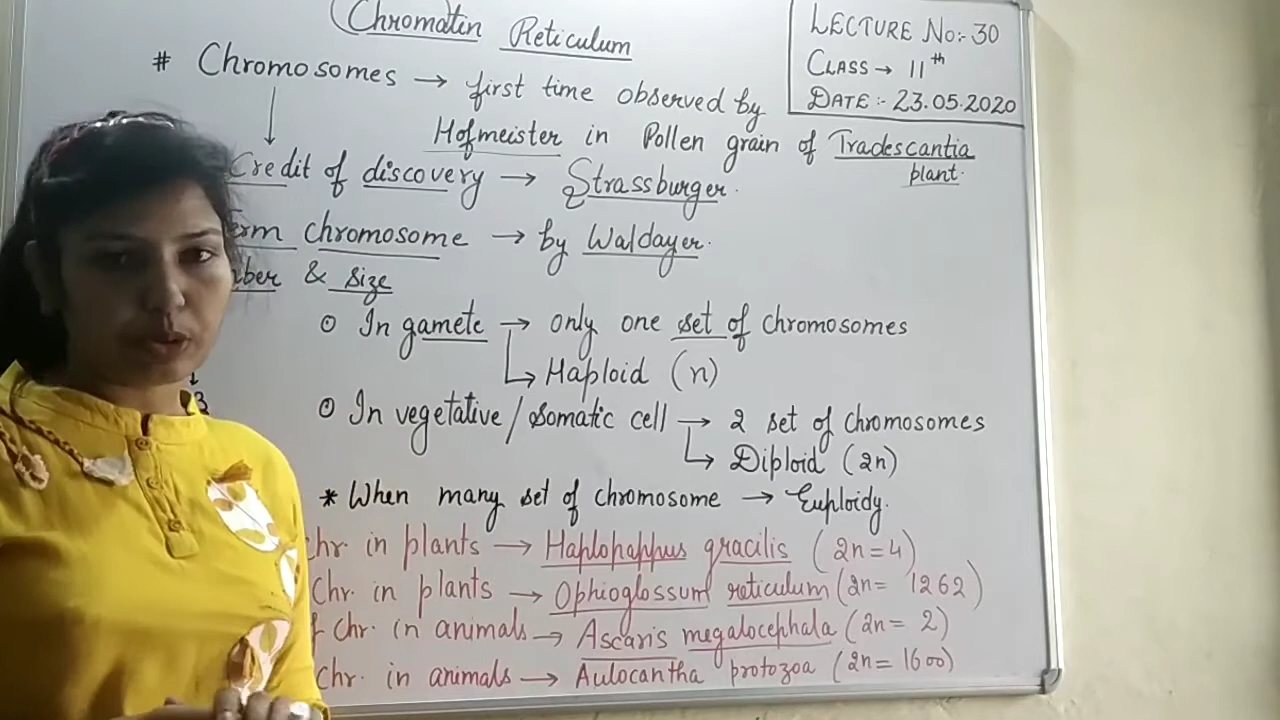 Chromatin Reticulum
LECTURE No:- 30
CLASS → 11th
DATE :- 23.05.2020
# Chromosomes → first time observed by
Hofmeister in Pollen grain of Tradescantia
plant.
Credit of discovery → Strassburger.
erm chromosome → by Waldayer.
ber & Size
o In gamete → only one set of chromosomes
→ Haploid (n)
o In vegetative / Somatic cell → 2 set of chromosomes
→ Diploid (2n)
* When many set of chromosome → Euploidy.
chr. in plants → Haplopappus gracilis (2n=4)
Chr. in plants → Ophioglossum reticulum (2n= 1262)
f chr. in animals → Ascaris megalocephala (2n= 2)
chr. in animals → Aulocantha protozoa (2n= 1600)